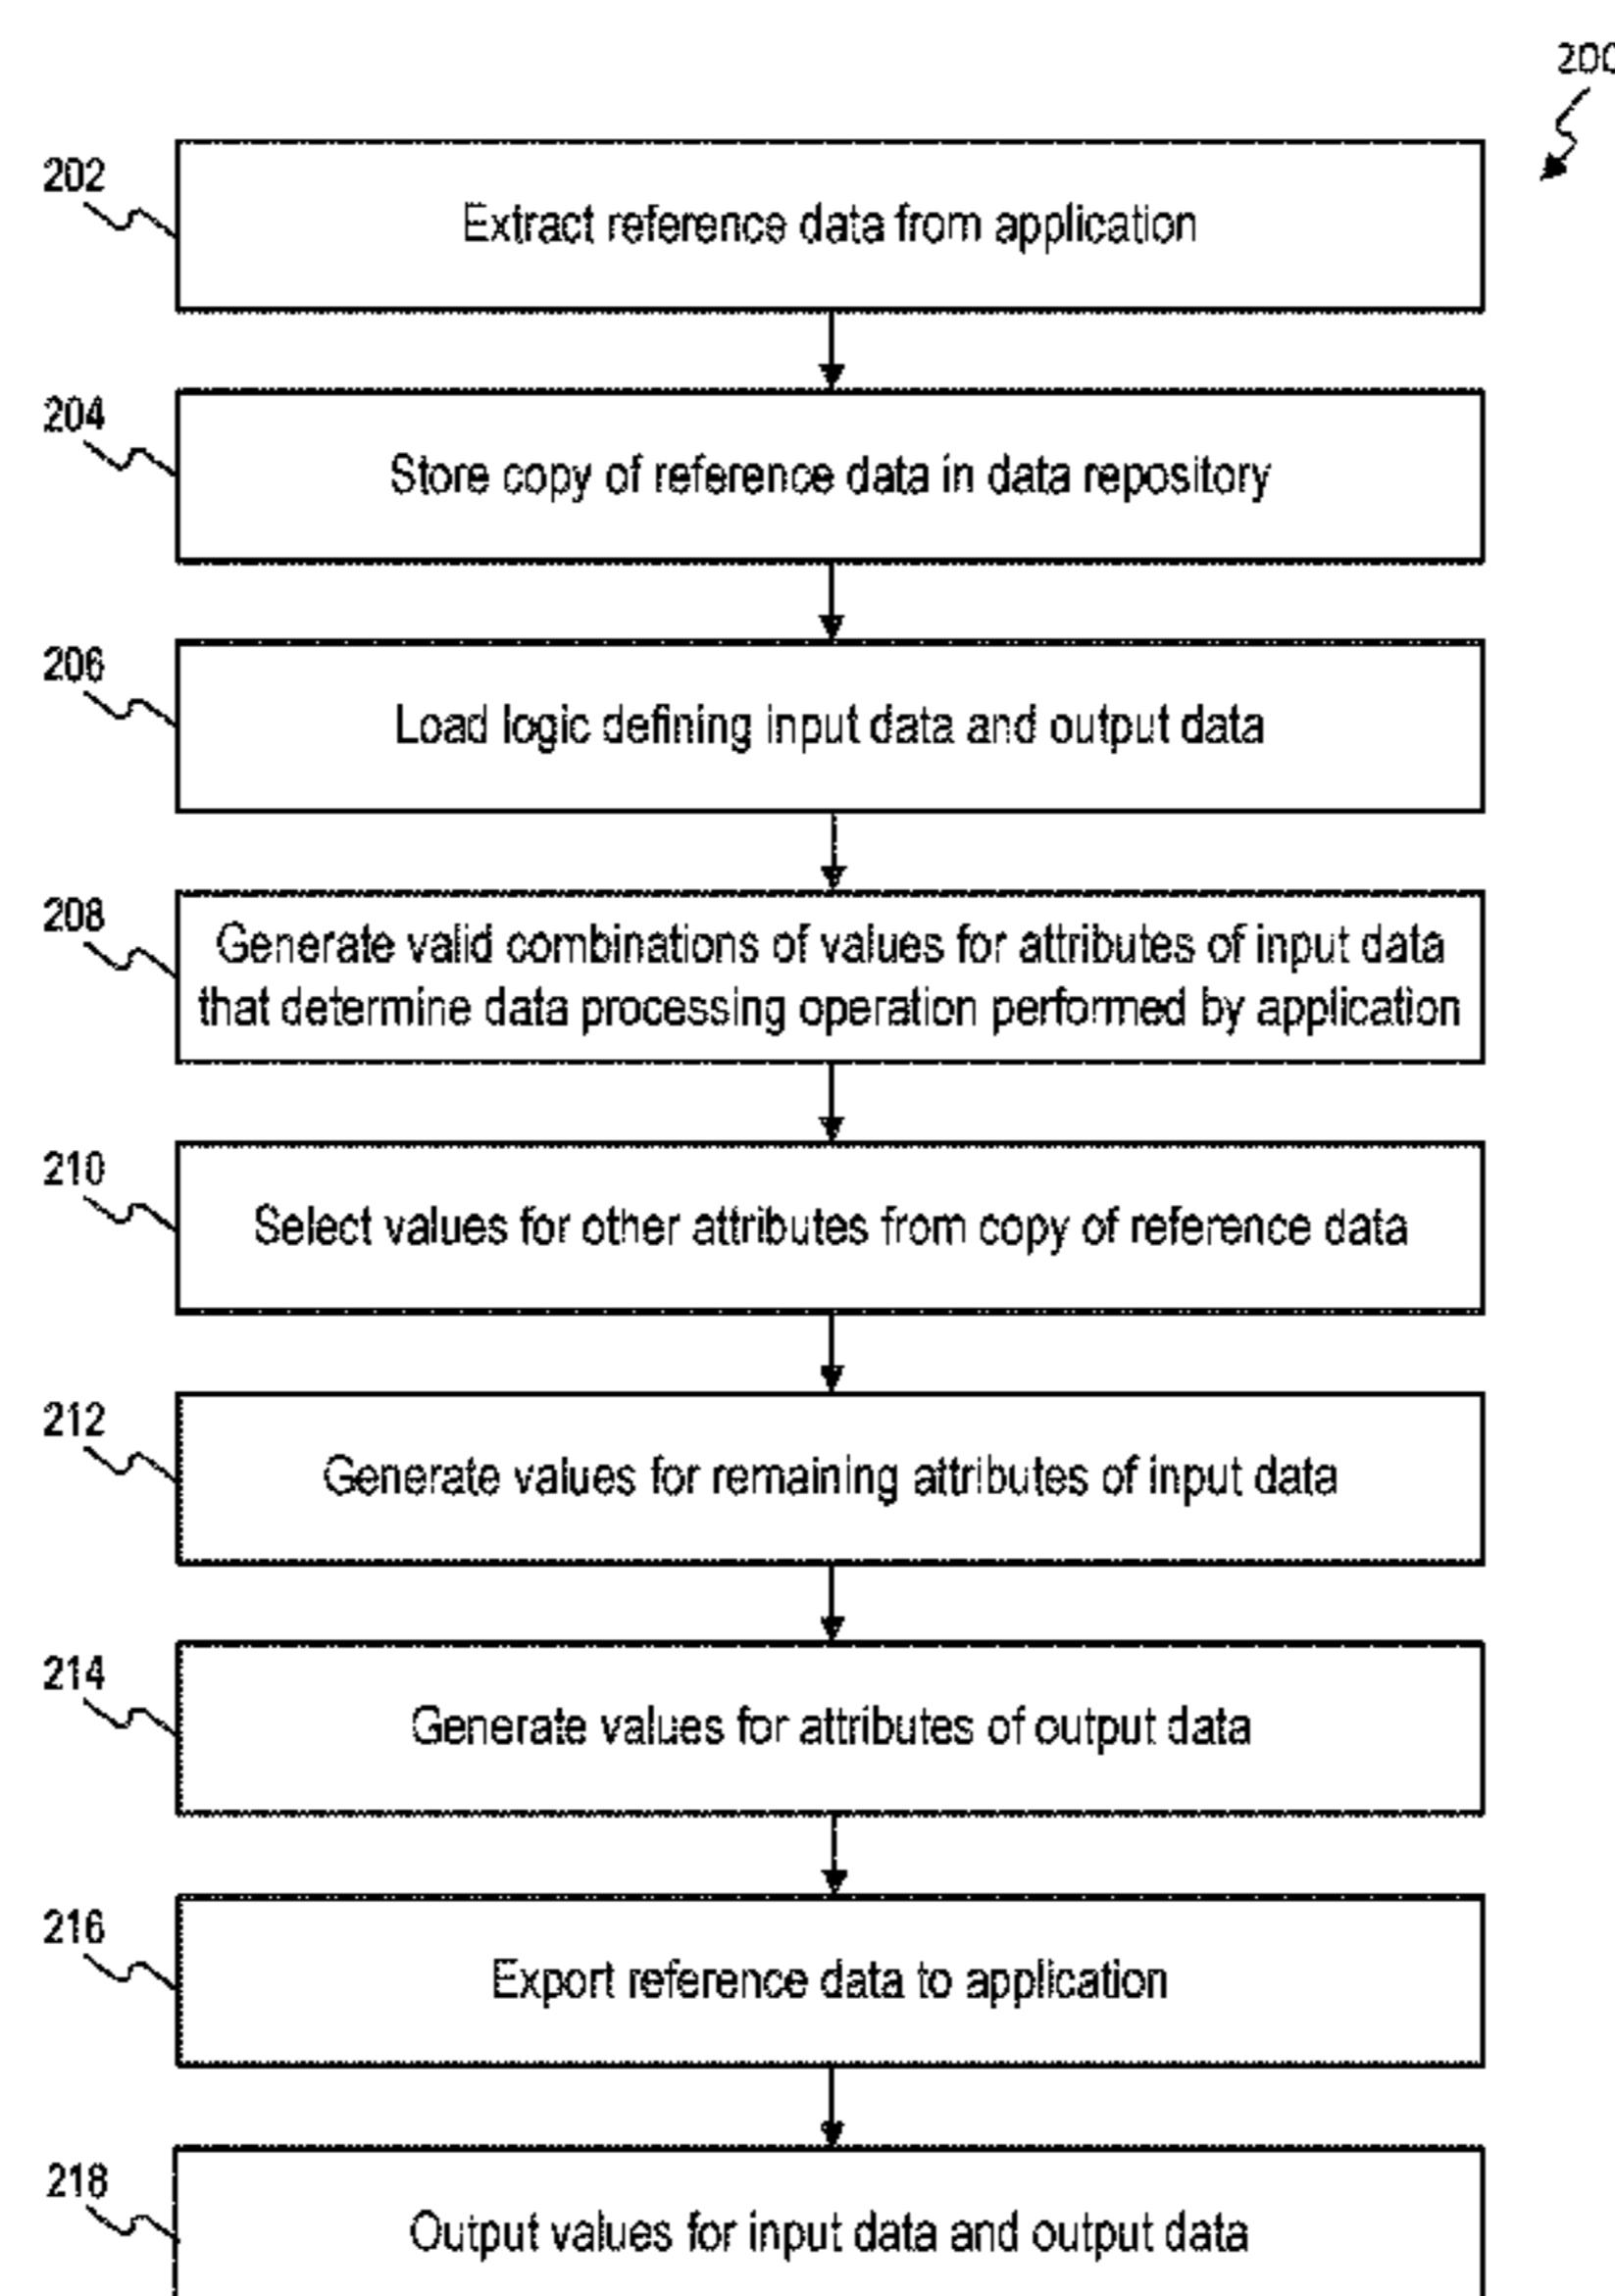 200
202
Extract reference data from application
204
Store copy of reference data in data repository
206
Load logic defining input data and output data
208
Generate valid combinations of values for attributes of input data
that determine data processing operation performed by application
210
Select values for other attributes from copy of reference data
212
Generate values for remaining attributes of input data
214
Generate values for attributes of output data
216
Export reference data to application
218
Output values for input data and output data